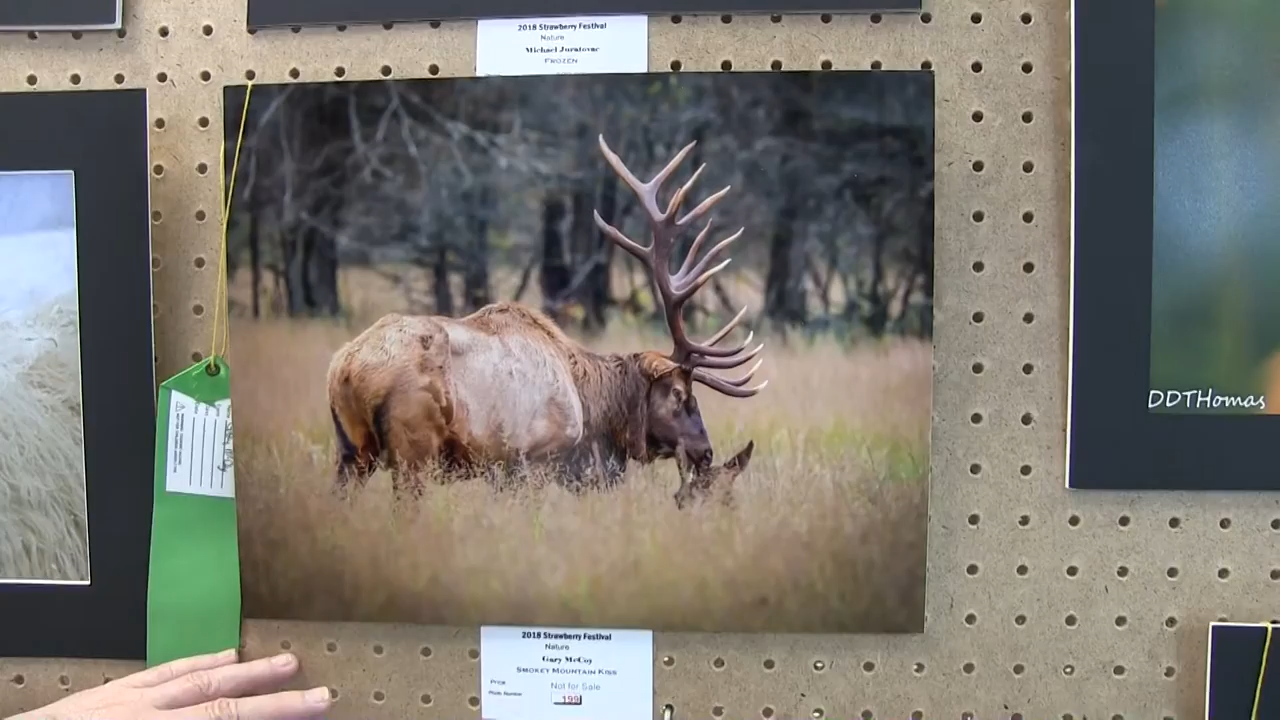 2018 Strawberry Festival
Nature
Michael Juratovac
FROZEN
DDTHomas
2018 Strawberry Festival
Nature
Gary McCoy
SMOKEY MOUNTAIN KISS
Price
Not for Sale
Photo Number
199